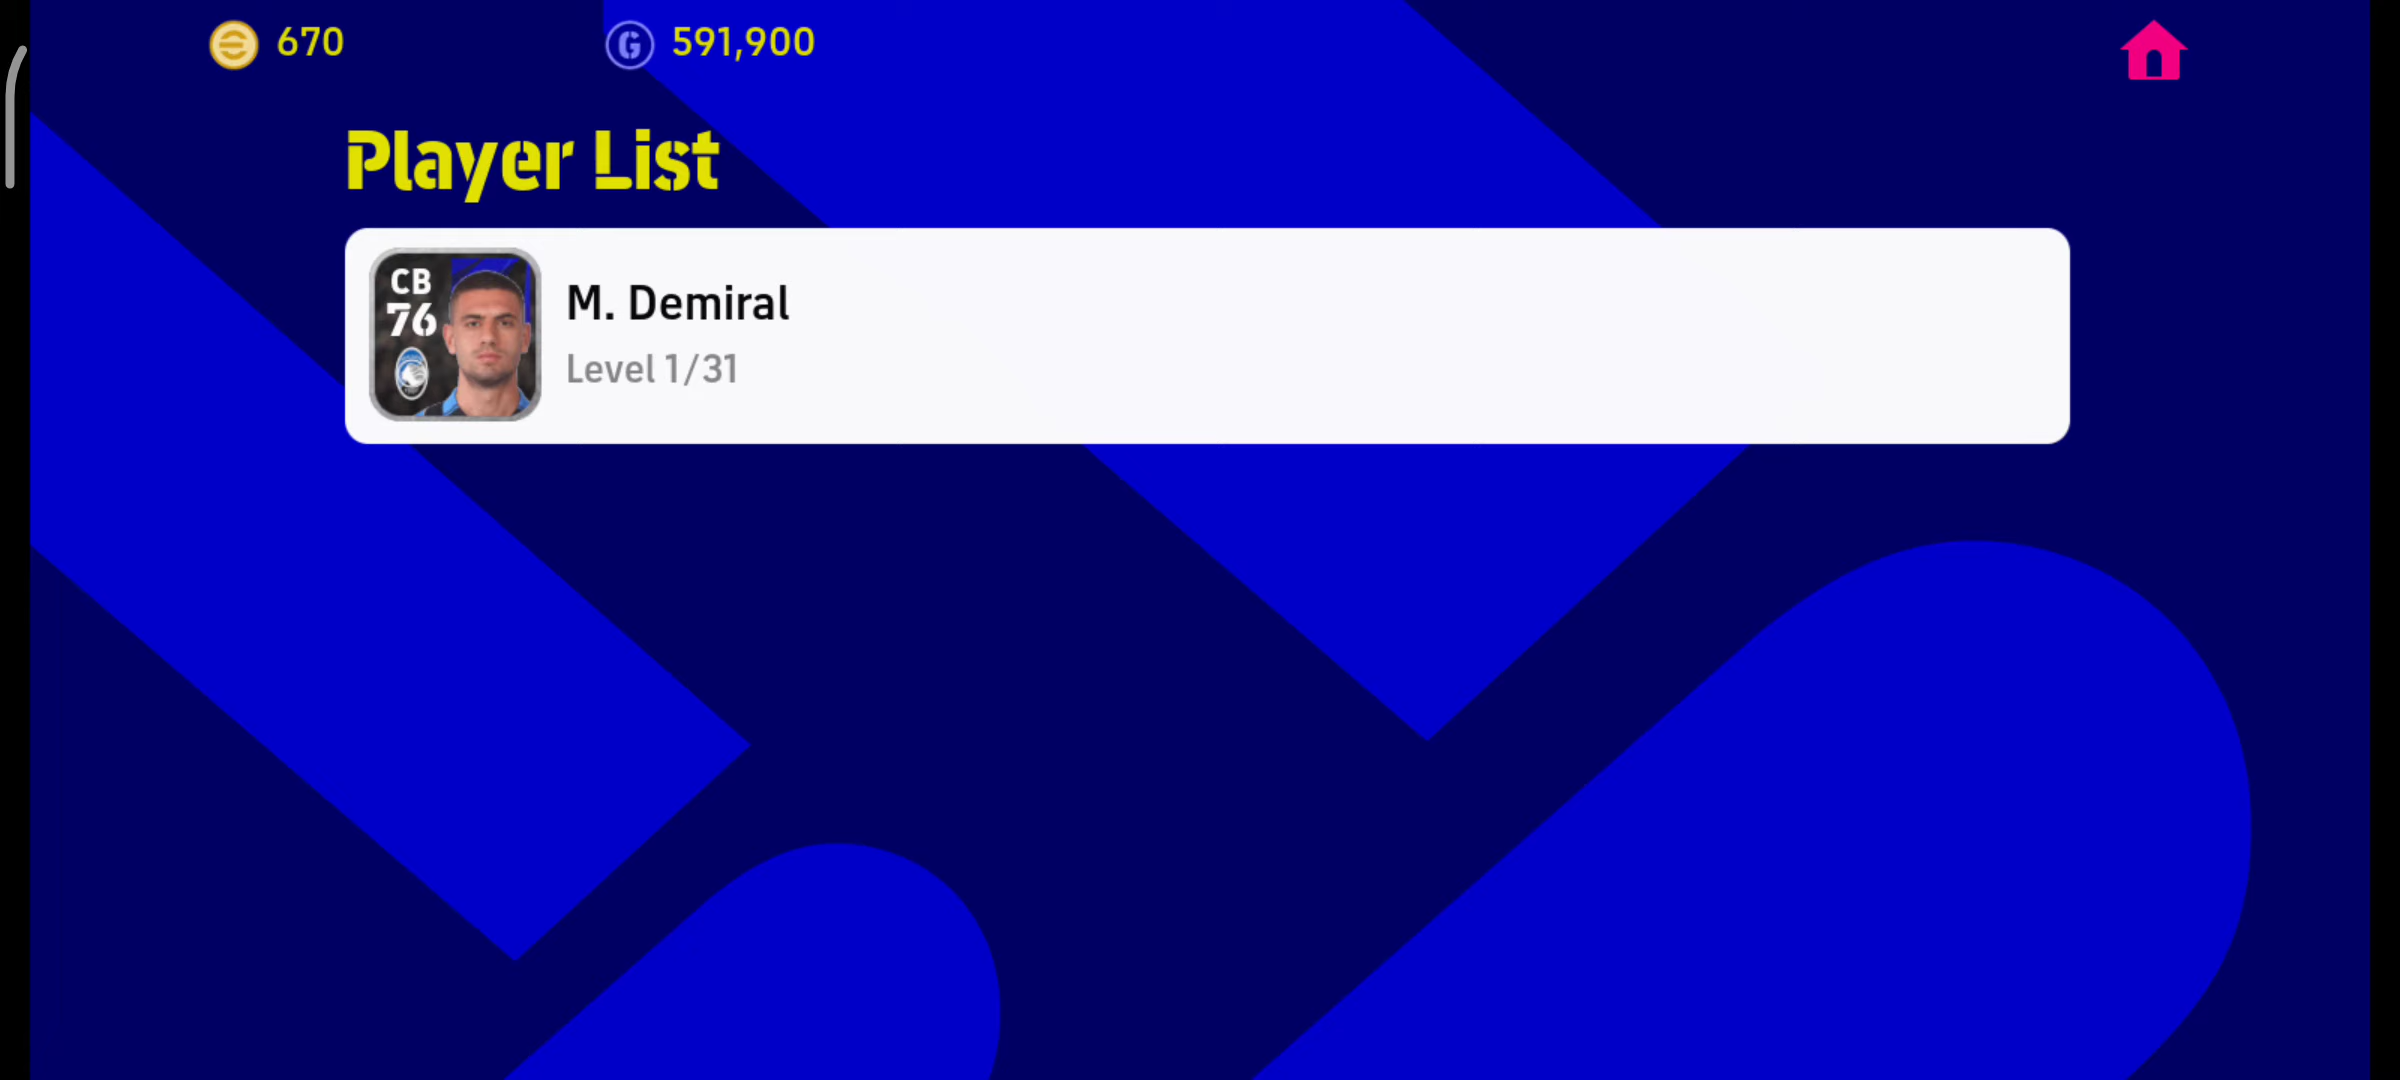 670
591,900
Player List
CB
76
M. Demiral
Level 1/31